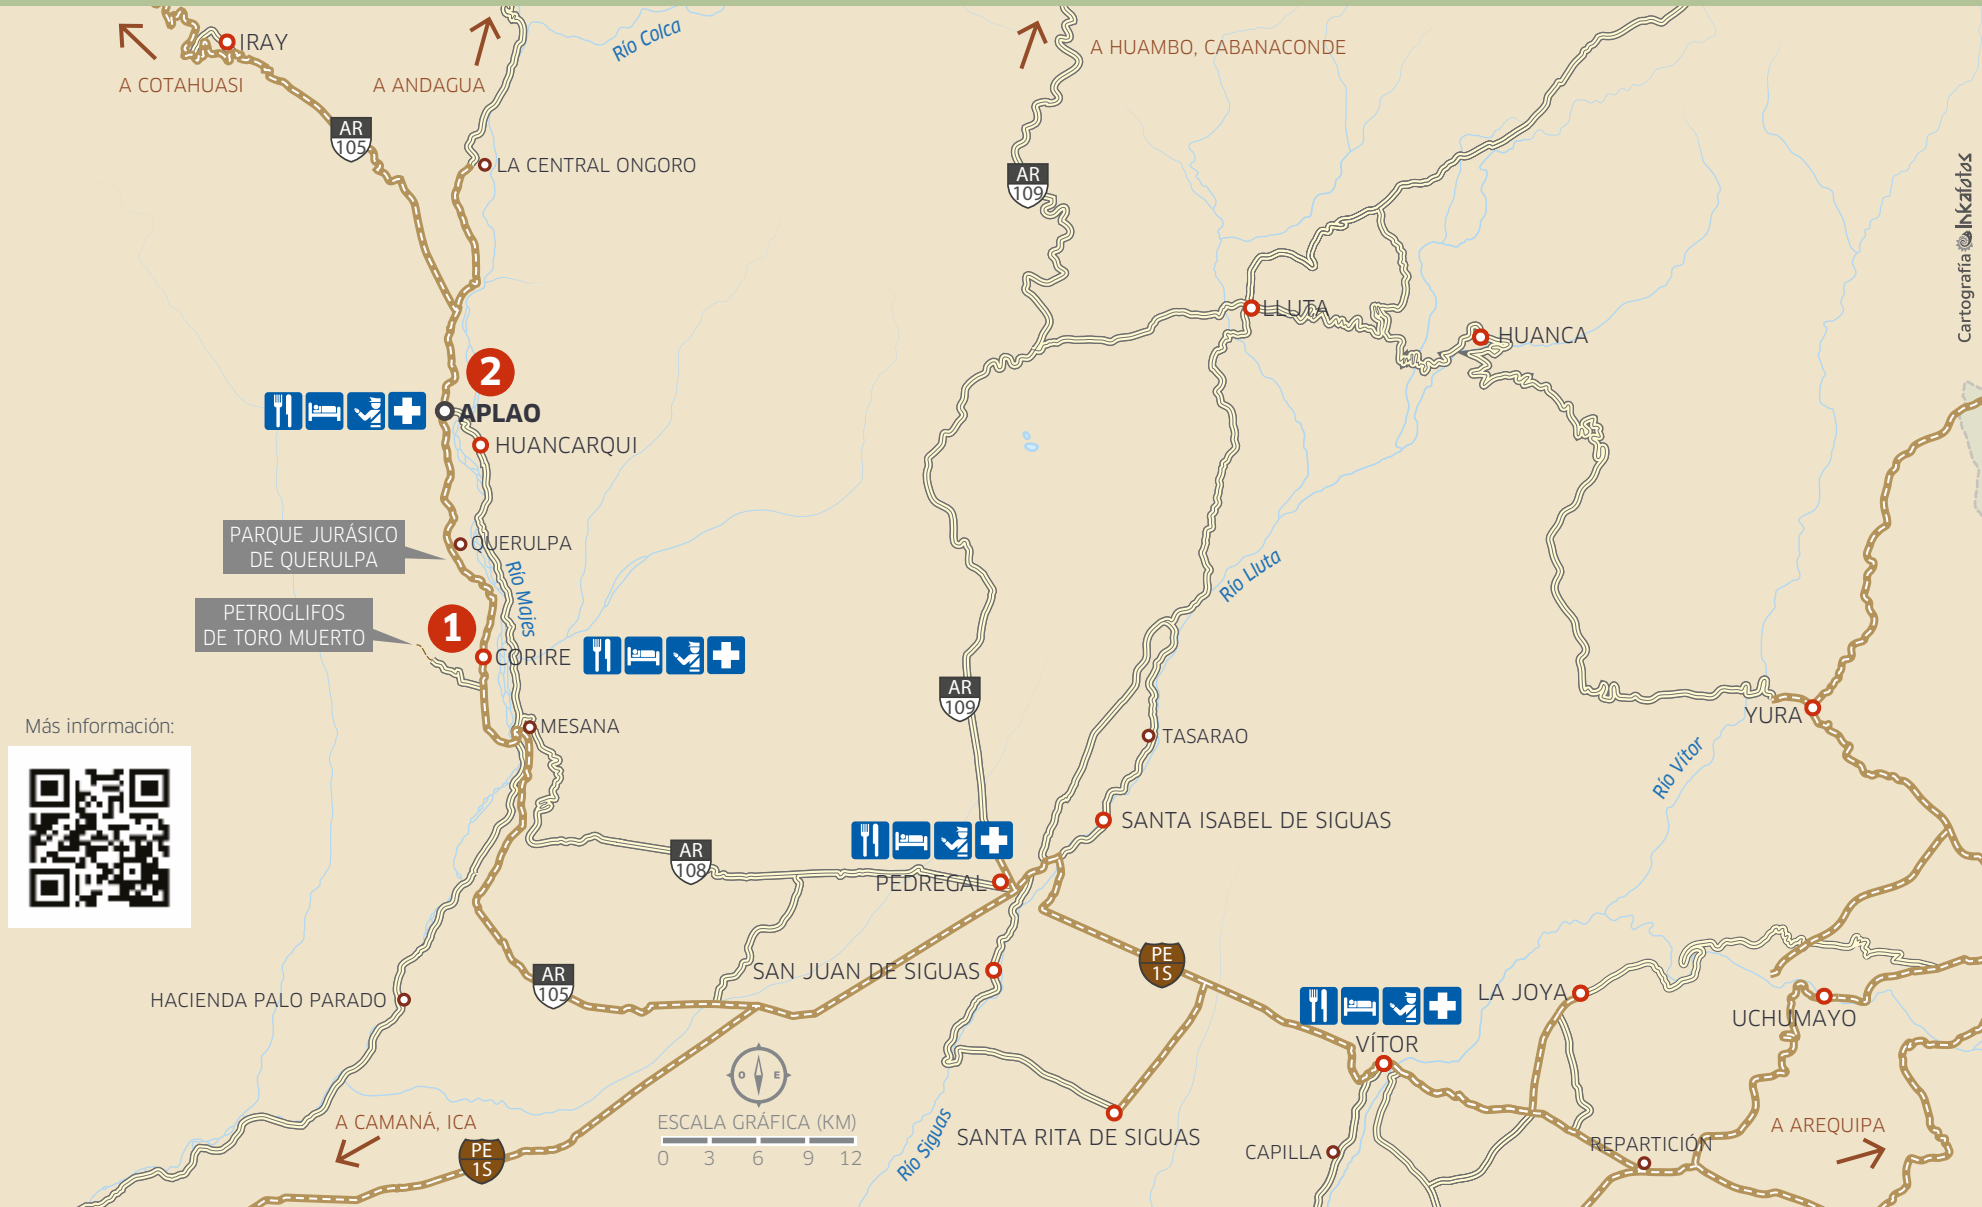 IRAY
A COTAHUASI
A ANDAGUA
Río Colca
A HUAMBO, CABANACONDE
AR
105
LA CENTRAL ONGORO
AR
109
Cartografía inkafotos
LLUTA
HUANCA
2
APLAO
HUANCARQUI
PARQUE JURÁSICO
DE QUERULPA
QUERULPA
Río Majes
Río Lluta
PETROGLIFOS
DE TORO MUERTO
1
CORIRE
AR
109
YURA
Más información:
MESANA
TASARAO
Río Vítor
SANTA ISABEL DE SIGUAS
AR
108
PEDREGAL
SAN JUAN DE SIGUAS
PE
1S
AR
105
HACIENDA PALO PARADO
LA JOYA
UCHUMAYO
VÍTOR
O E
ESCALA GRÁFICA (KM)
0 3 6 9 12
A CAMANÁ, ICA
PE
1S
Río Siguas
SANTA RITA DE SIGUAS
CAPILLA
REPARTICIÓN
A AREQUIPA